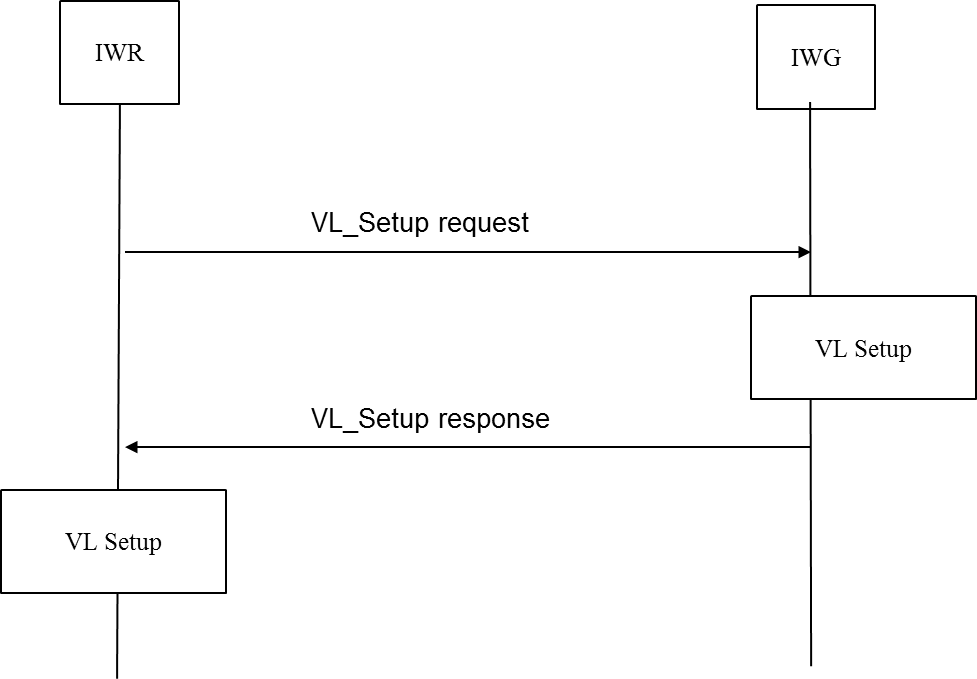 IWR
IWG
VL_Setup request
VL Setup
VL_Setup response
VL Setup